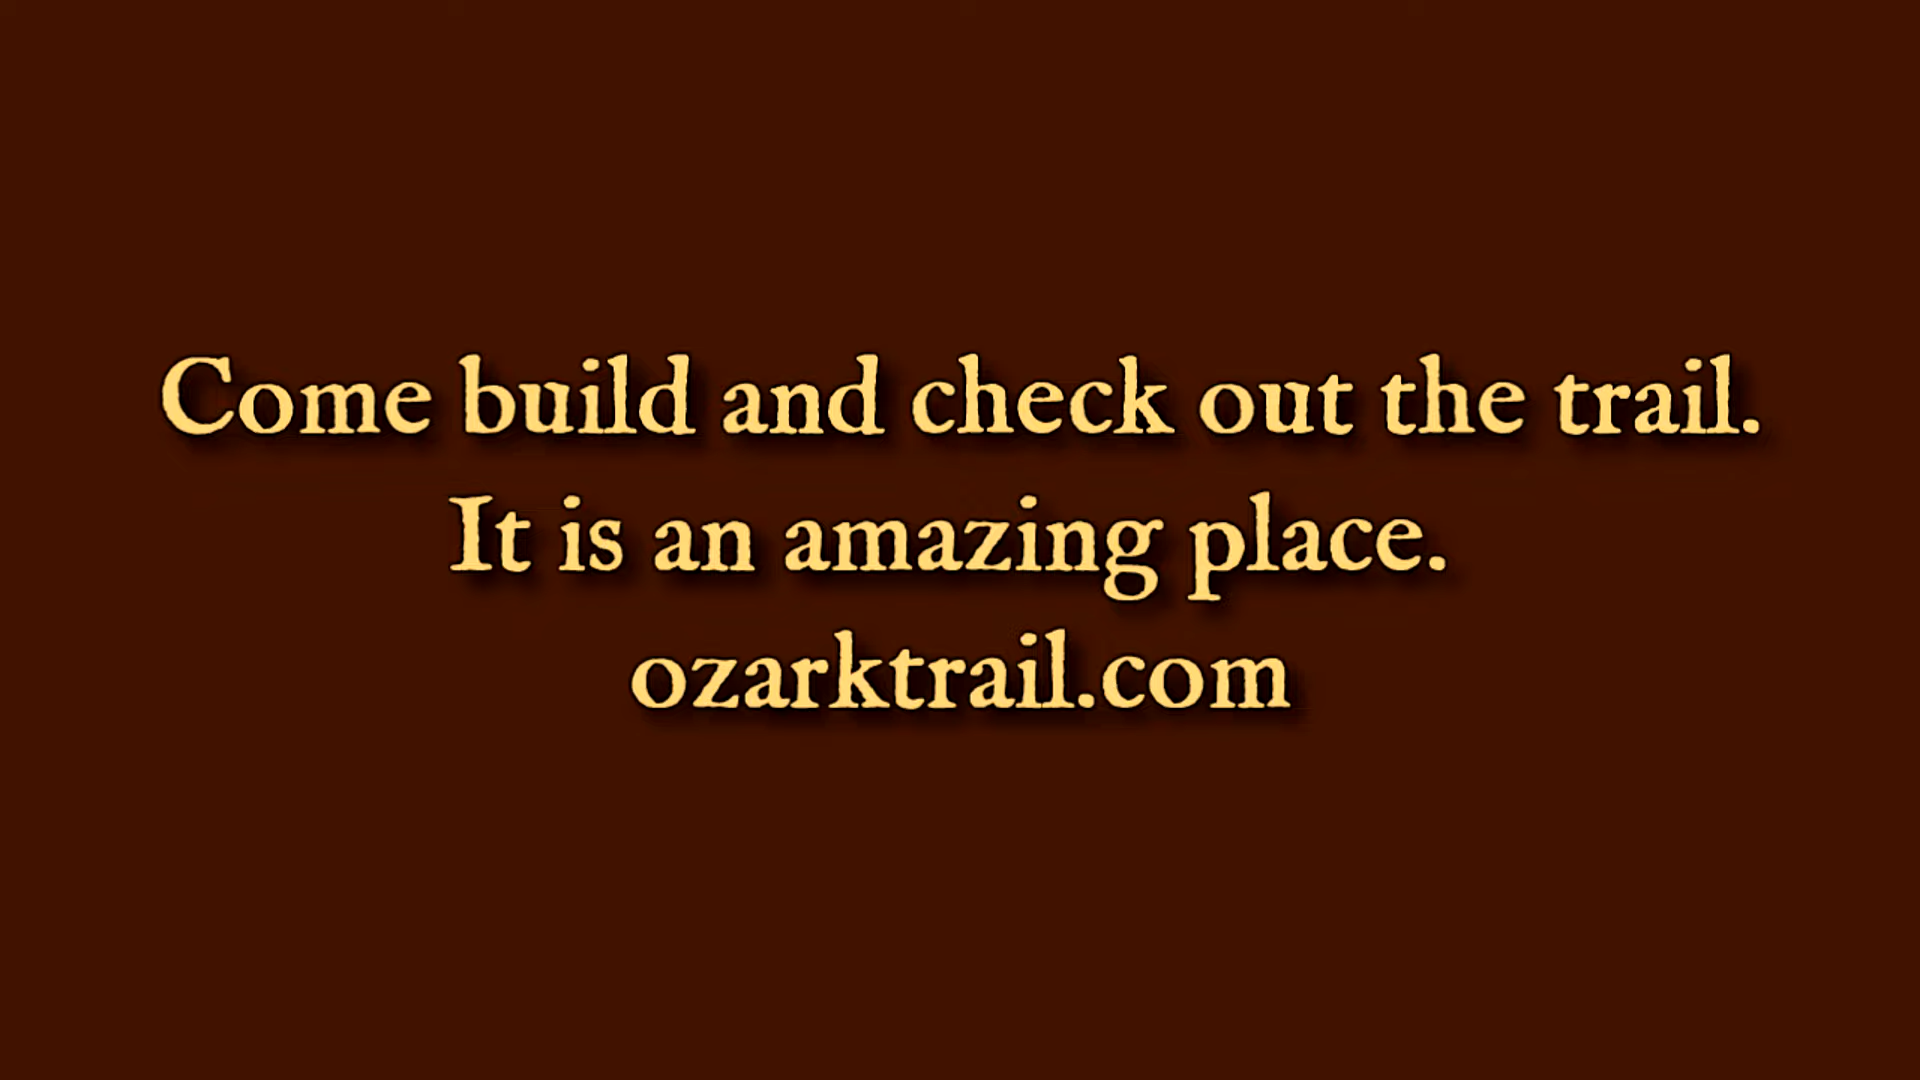 Come build and check out the trail.
It is an amazing place.
ozarktrail.com